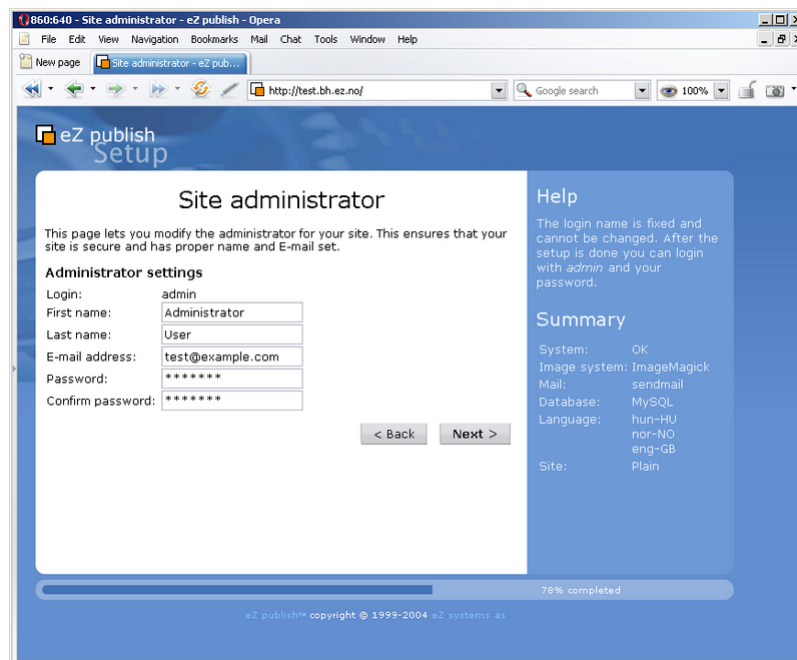 860:640 - Site administrator - eZ publish - Opera
File Edit View Navigation Bookmarks Mail Chat Tools Window Help
New page
Site administrator - eZ pub...
http://test.bh.ez.no/
Google search
100%
eZ publish
Setup
Site administrator
This page lets you modify the administrator for your site. This ensures that your
site is secure and has proper name and E-mail set.
Administrator settings
Login: admin
First name: Administrator
Last name: User
E-mail address: test@example.com
Password: *******
Confirm password: *******
< Back Next >
Help
The login name is fixed and
cannot be changed. After the
setup is done you can login
with admin and your
password.
Summary
System: OK
Image system: ImageMagick
Mail: sendmail
Database: MySQL
Language: hun-HU
nor-NO
eng-GB
Site: Plain
78% completed
eZ publish™ copyright © 1999-2004 eZ systems as